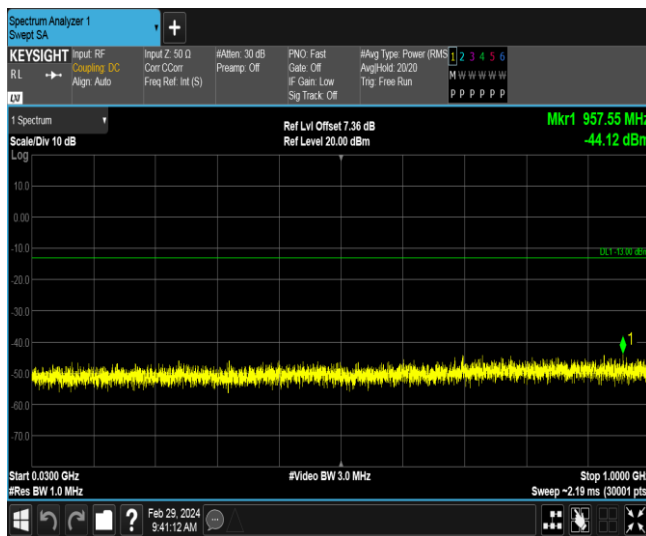 Spectrum Analyzer 1
Swept SA
+
KEYSIGHT
RL
LXI
Input: RF
Coupling: DC
Align: Auto
Input Z: 50 Ω
Corr CCorr
Freq Ref: Int (S)
#Atten: 30 dB
Preamp: Off
PNO: Fast
Gate: Off
IF Gain: Low
Sig Track: Off
#Avg Type: Power (RMS
Avg|Hold: 20/20
Trig: Free Run
1 2 3 4 5 6
M W W W W W
P P P P P P
1 Spectrum
Scale/Div 10 dB
Ref Lvl Offset 7.36 dB
Ref Level 20.00 dBm
Mkr1 957.55 MHz
-44.12 dBm
Log
10.0
0.00
-10.0
DL1 -13.00 dBm
-20.0
-30.0
-40.0
1
-50.0
-60.0
-70.0
Start 0.0300 GHz
#Res BW 1.0 MHz
#Video BW 3.0 MHz
Stop 1.0000 GHz
Sweep ~2.19 ms (30001 pts)
?
Feb 29, 2024
9:41:12 AM